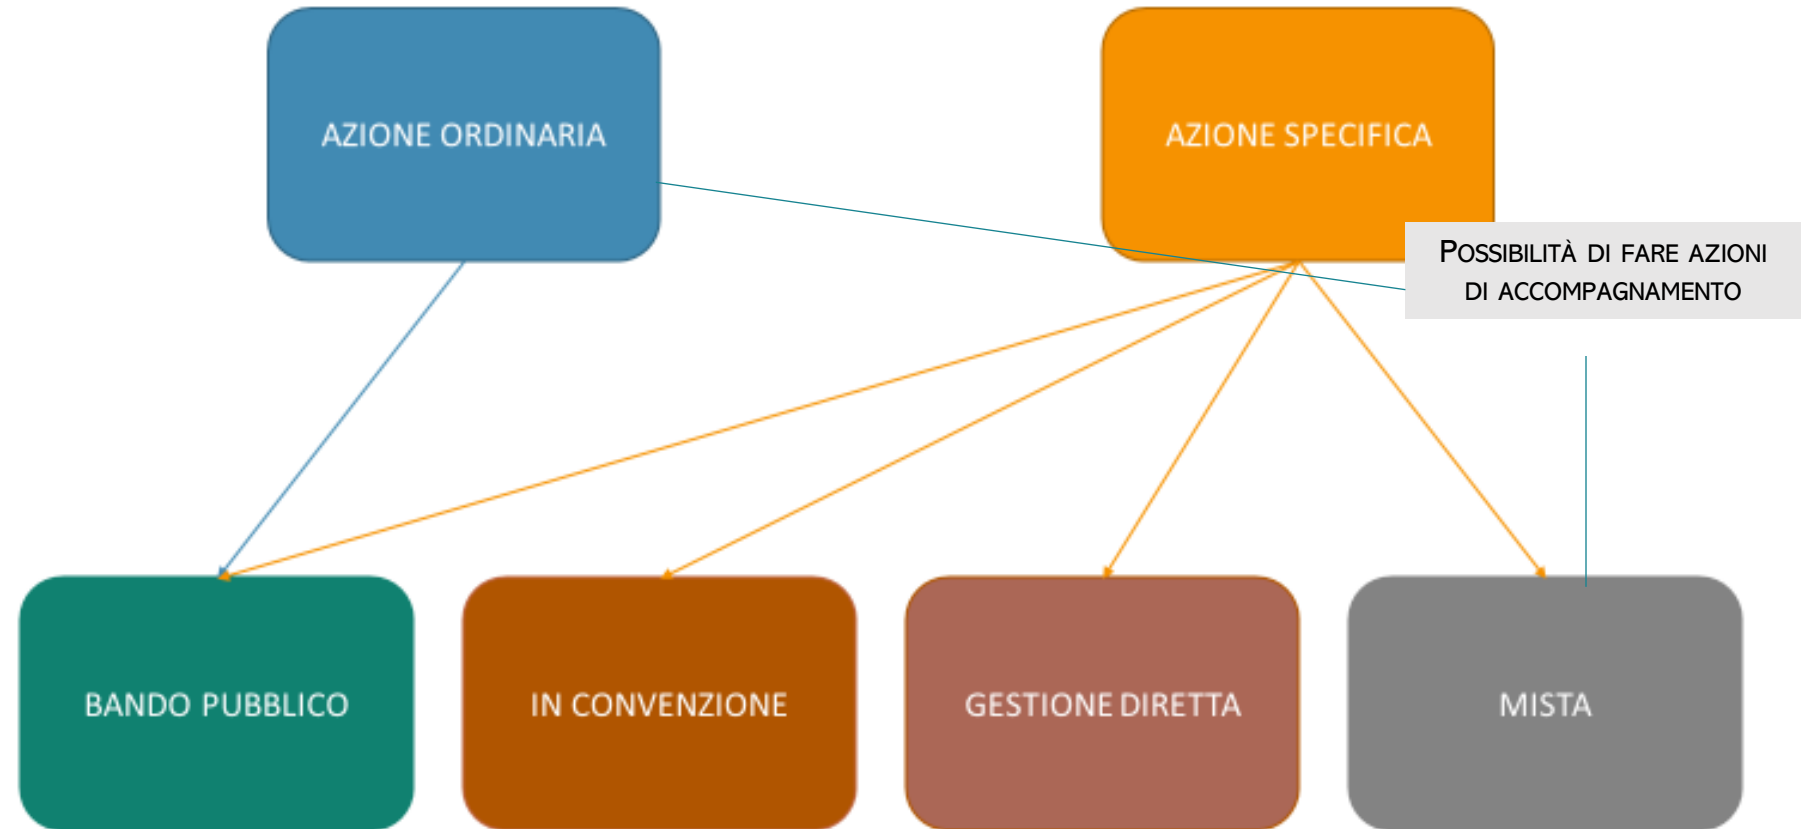 AZIONE ORDINARIA
AZIONE SPECIFICA
POSSIBILITÀ DI FARE AZIONI
DI ACCOMPAGNAMENTO
BANDO PUBBLICO
IN CONVENZIONE
GESTIONE DIRETTA
MISTA